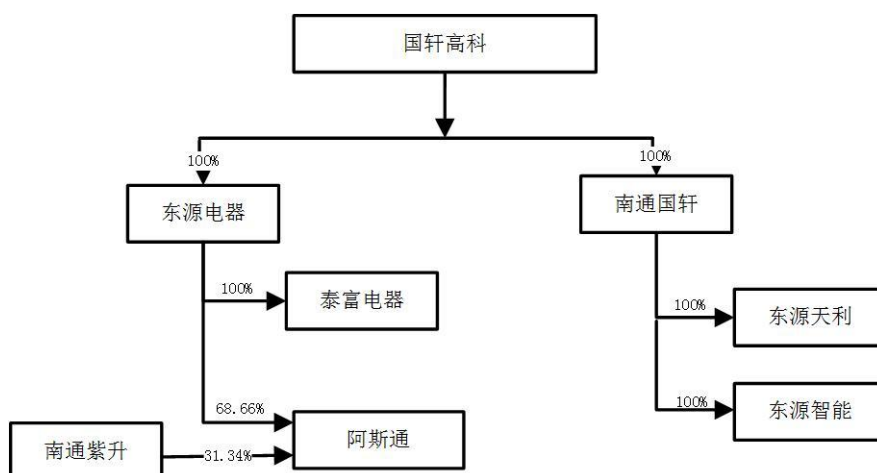 国轩高科
100%
100%
东源电器
南通国轩
100%
泰富电器
100%
东源天利
68.66%
阿斯通
100%
东源智能
南通紫升
31.34%